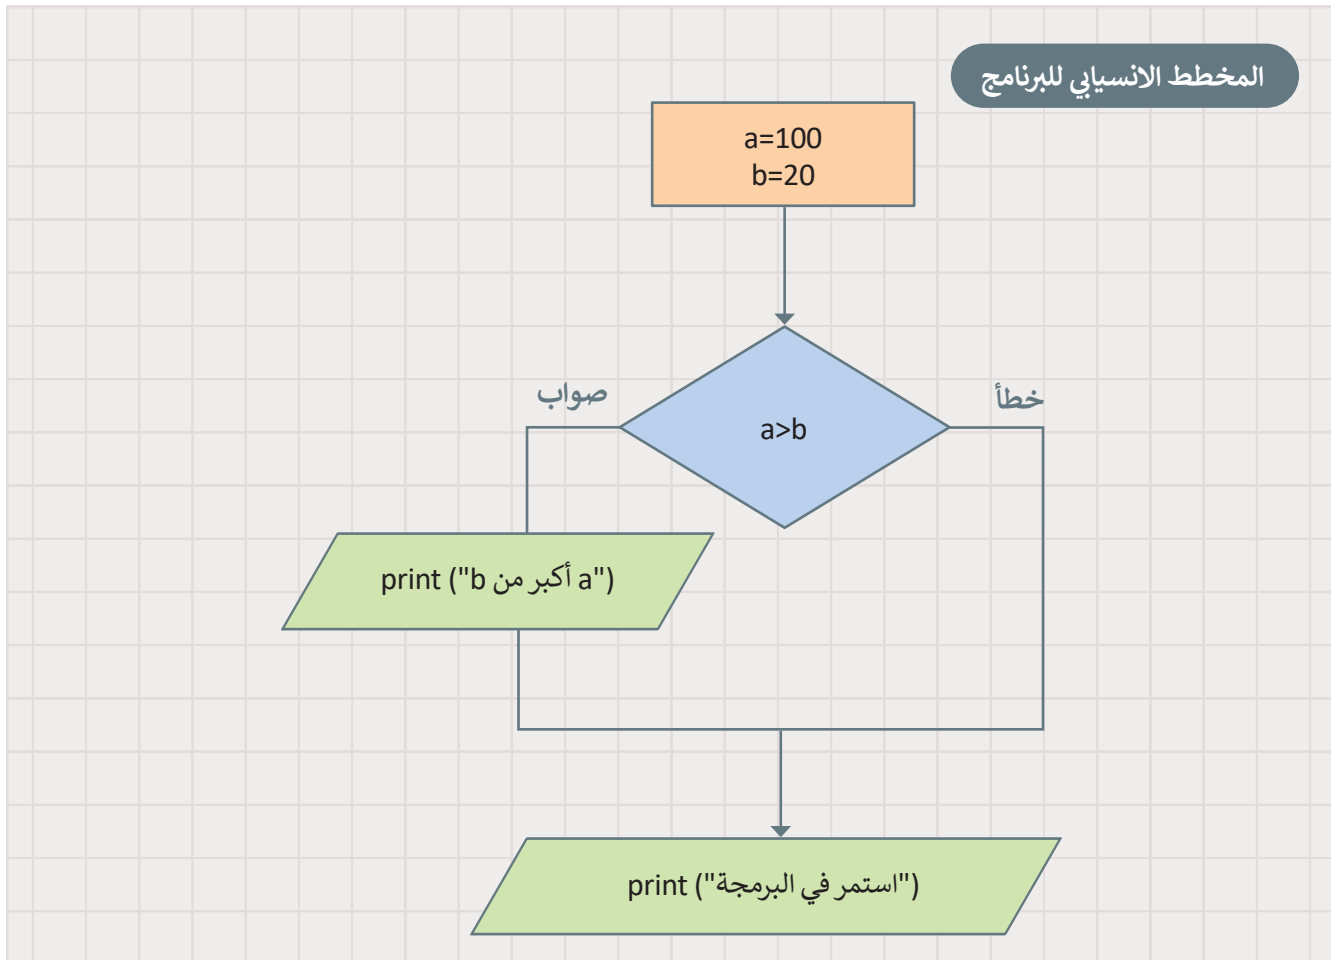 المخطط الانسيابي للبرنامج
a=100
b=20
a>b
خطأ
صواب
print ("a أكبر من b")
print ("استمر في البرمجة")